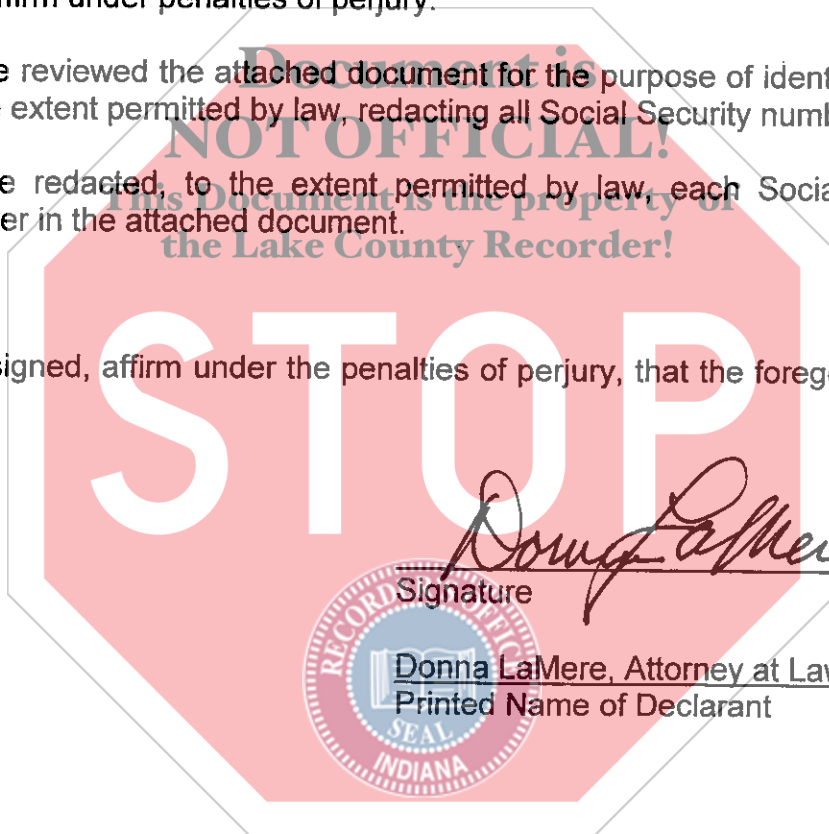 ffirm under penalties of perjury:
Document is
e reviewed the attached document for the purpose of ident
extent permitted by law, redacting all Social Security numb
NOT OFFICIAL!
e redacted, to the extent permitted by law, each Socia
This Document is the property of
er in the attached document.
the Lake County Recorder!
STOP
signed, affirm under the penalties of perjury, that the foreg
Donna LaMere
Signature
RECORDER'S OFFICE
SEAL
INDIANA
Donna LaMere, Attorney at Law
Printed Name of Declarant